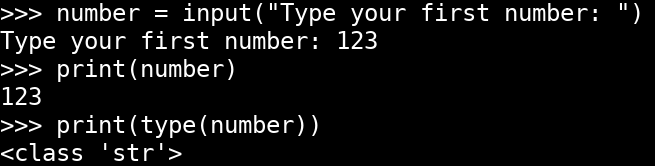 >>> number = input("Type your first number: ")
Type your first number: 123
>>> print(number)
123
>>> print(type(number))
<class 'str'>